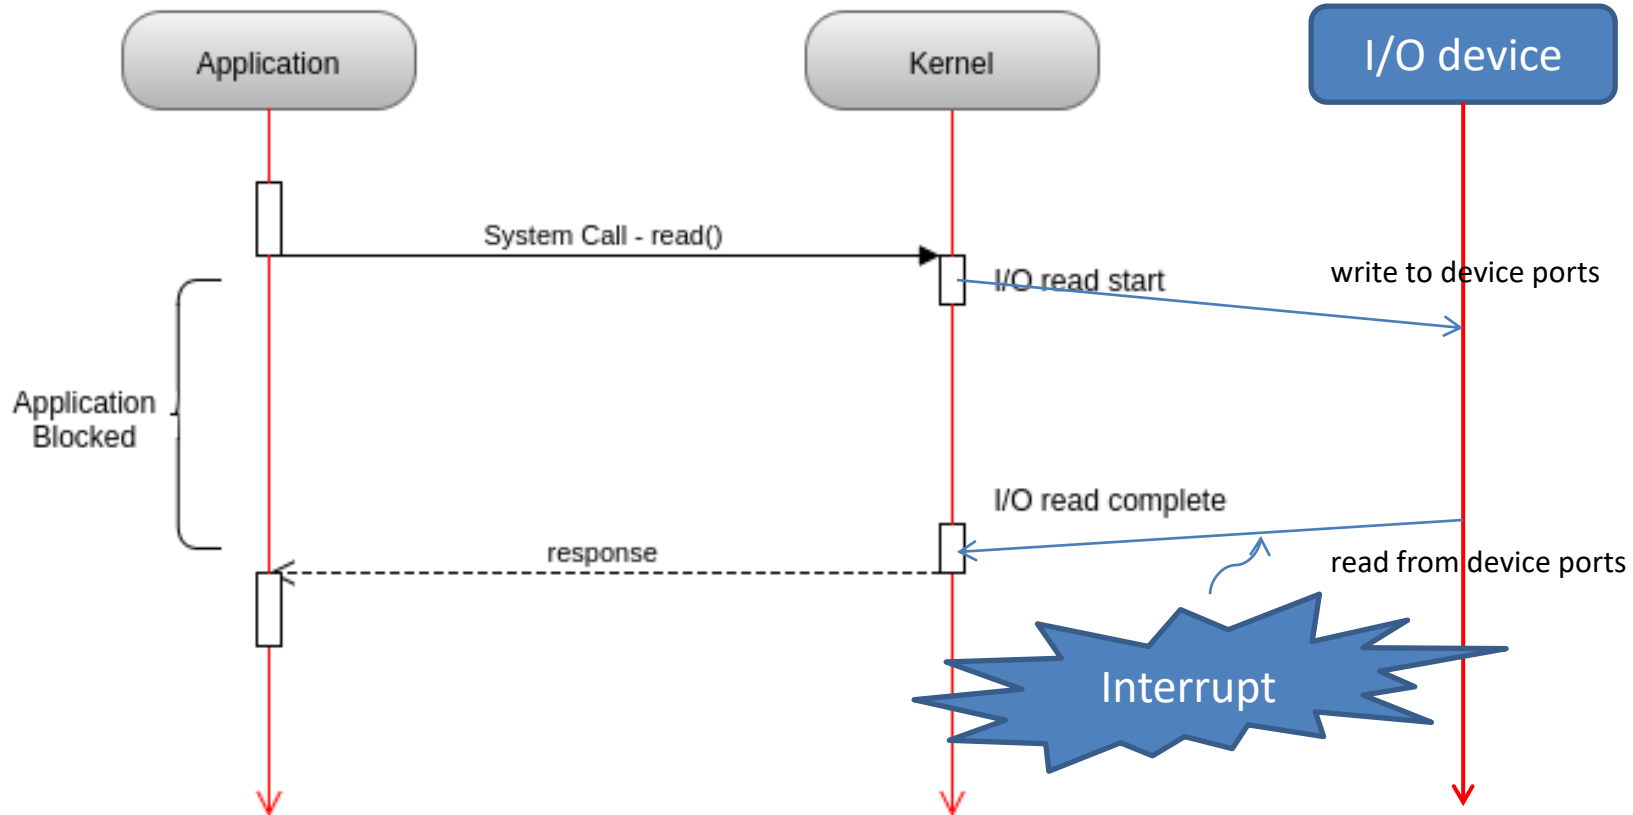 Application
Kernel
I/O device
System Call - read()
I/O read start
write to device ports
Application
Blocked
I/O read complete
response
read from device ports
Interrupt